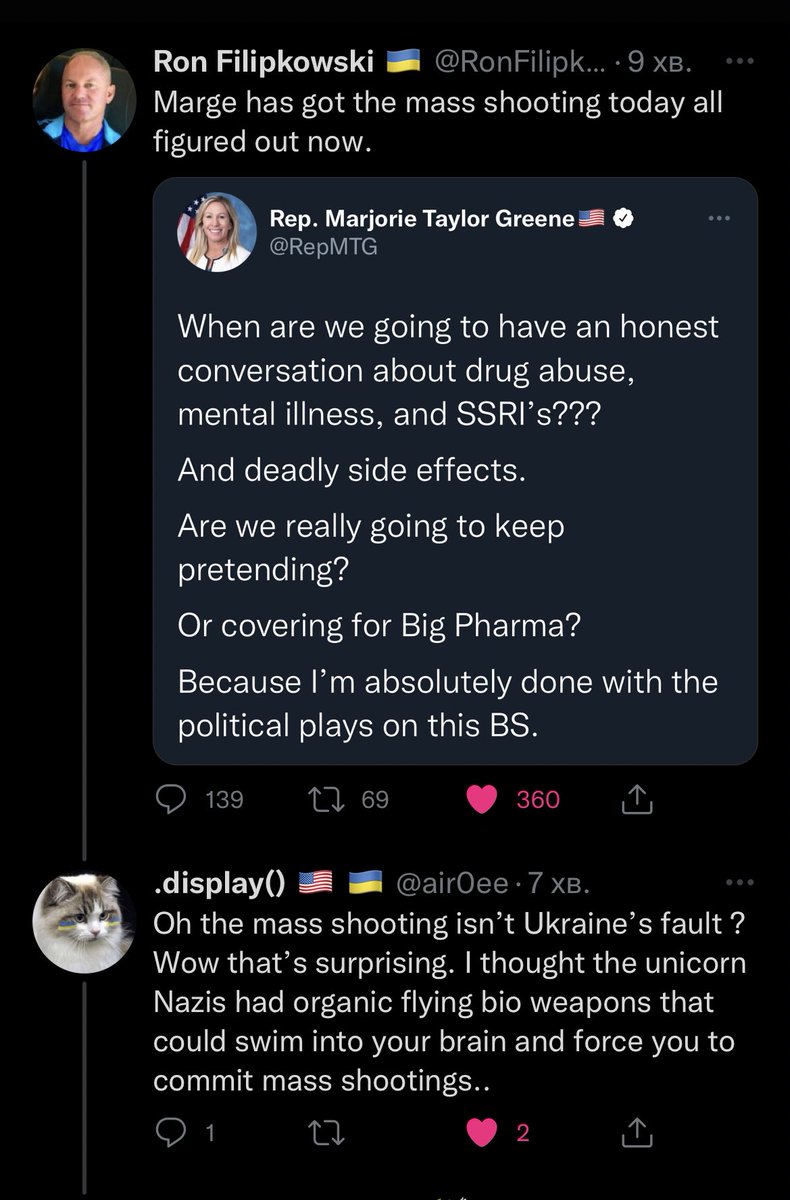 Ron Filipkowski 🇺🇦 @RonFilipk... · 9 хв.
Marge has got the mass shooting today all
figured out now.
Rep. Marjorie Taylor Greene🇺🇸
@RepMTG
When are we going to have an honest
conversation about drug abuse,
mental illness, and SSRI’s???
And deadly side effects.
Are we really going to keep
pretending?
Or covering for Big Pharma?
Because I’m absolutely done with the
political plays on this BS.
139 69 360
.display() 🇺🇸 🇺🇦 @air0ee · 7 хв.
Oh the mass shooting isn’t Ukraine’s fault ?
Wow that’s surprising. I thought the unicorn
Nazis had organic flying bio weapons that
could swim into your brain and force you to
commit mass shootings..
1 2